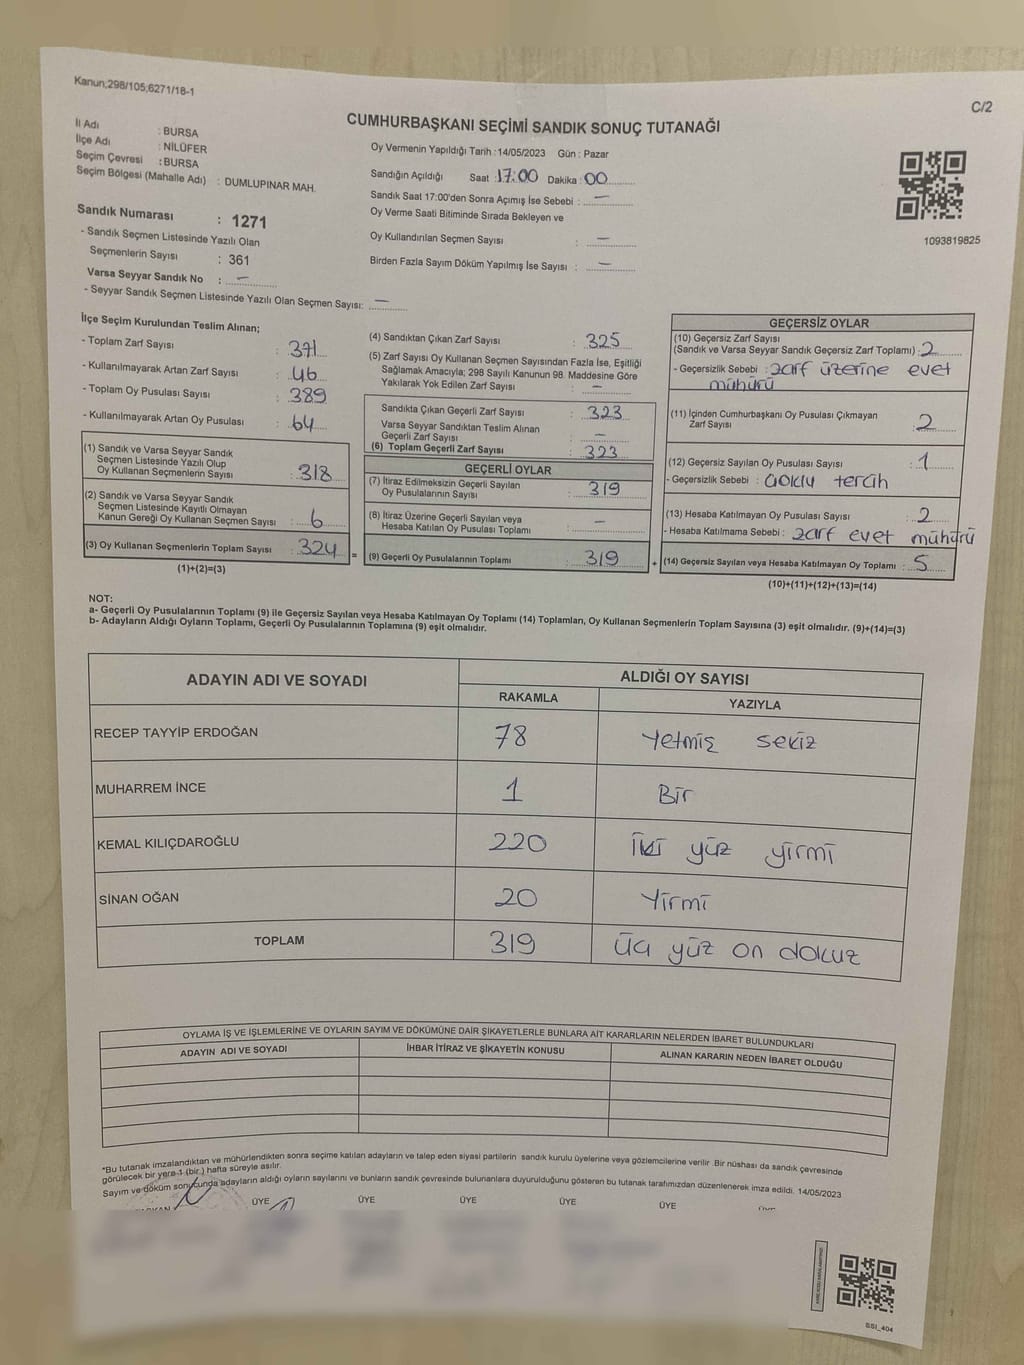 Kanun;298/105;6271/18-1
C/2
CUMHURBAŞKANI SEÇİMİ SANDIK SONUÇ TUTANAĞI
İl Adı : BURSA
İlçe Adı : NİLÜFER
Seçim Çevresi : BURSA
Seçim Bölgesi (Mahalle Adı) : DUMLUPINAR MAH.
Sandık Numarası : 1271
- Sandık Seçmen Listesinde Yazılı Olan
Seçmenlerin Sayısı : 361
Varsa Seyyar Sandık No : —
- Seyyar Sandık Seçmen Listesinde Yazılı Olan Seçmen Sayısı: —
Oy Vermenin Yapıldığı Tarih : 14/05/2023 Gün : Pazar
Sandığın Açıldığı Saat : 17:00 Dakika : 00
Sandık Saat 17:00'den Sonra Açımış İse Sebebi : —
Oy Verme Saati Bitiminde Sırada Bekleyen ve
Oy Kullandırılan Seçmen Sayısı : —
Birden Fazla Sayım Döküm Yapılmış İse Sayısı : —
1093819825
İlçe Seçim Kurulundan Teslim Alınan;
- Toplam Zarf Sayısı : 371
- Kullanılmayarak Artan Zarf Sayısı : 46
- Toplam Oy Pusulası Sayısı : 389
- Kullanılmayarak Artan Oy Pusulası : 64
(1) Sandık ve Varsa Seyyar Sandık
Seçmen Listesinde Yazılı Olup
Oy Kullanan Seçmenlerin Sayısı : 318
(2) Sandık ve Varsa Seyyar Sandık
Seçmen Listesinde Kayıtlı Olmayan
Kanun Gereği Oy Kullanan Seçmen Sayısı : 6
(3) Oy Kullanan Seçmenlerin Toplam Sayısı : 324
(1)+(2)=(3)
(4) Sandıktan Çıkan Zarf Sayısı : 325
(5) Zarf Sayısı Oy Kullanan Seçmen Sayısından Fazla İse, Eşitliği
Sağlamak Amacıyla; 298 Sayılı Kanunun 98. Maddesine Göre
Yakılarak Yok Edilen Zarf Sayısı : —
Sandıkta Çıkan Geçerli Zarf Sayısı : 323
Varsa Seyyar Sandıktan Teslim Alınan
Geçerli Zarf Sayısı : —
(6) Toplam Geçerli Zarf Sayısı : 323
GEÇERLİ OYLAR
(7) İtiraz Edilmeksizin Geçerli Sayılan
Oy Pusulalarının Sayısı : 319
(8) İtiraz Üzerine Geçerli Sayılan veya
Hesaba Katılan Oy Pusulası Toplamı : —
= (9) Geçerli Oy Pusulalarının Toplamı : 319
GEÇERSİZ OYLAR
(10) Geçersiz Zarf Sayısı
(Sandık ve Varsa Seyyar Sandık Geçersiz Zarf Toplamı) : 2
- Geçersizlik Sebebi : zarf üzerine evet
mühürü
(11) İçinden Cumhurbaşkanı Oy Pusulası Çıkmayan
Zarf Sayısı : 2
(12) Geçersiz Sayılan Oy Pusulası Sayısı : 1
- Geçersizlik Sebebi : çoklu tercih
(13) Hesaba Katılmayan Oy Pusulası Sayısı : 2
- Hesaba Katılmama Sebebi : zarf evet mühürü
+ (14) Geçersiz Sayılan veya Hesaba Katılmayan Oy Toplamı : 5
(10)+(11)+(12)+(13)=(14)
NOT:
a- Geçerli Oy Pusulalarının Toplamı (9) ile Geçersiz Sayılan veya Hesaba Katılmayan Oy Toplamı (14) Toplamları, Oy Kullanan Seçmenlerin Toplam Sayısına (3) eşit olmalıdır. (9)+(14)=(3)
b- Adayların Aldığı Oyların Toplamı, Geçerli Oy Pusulalarının Toplamına (9) eşit olmalıdır.
ADAYIN ADI VE SOYADI
ALDIĞI OY SAYISI
RAKAMLA YAZIYLA
RECEP TAYYİP ERDOĞAN 78 Yetmiş sekiz
MUHARREM İNCE 1 Bir
KEMAL KILIÇDAROĞLU 220 İki yüz yirmi
SİNAN OĞAN 20 Yirmi
TOPLAM 319 Üç yüz on dokuz
OYLAMA İŞ VE İŞLEMLERİNE VE OYLARIN SAYIM VE DÖKÜMÜNE DAİR ŞİKAYETLERLE BUNLARA AİT KARARLARIN NELERDEN İBARET BULUNDUKLARI
ADAYIN ADI VE SOYADI İHBAR İTİRAZ VE ŞİKAYETİN KONUSU ALINAN KARARIN NEDEN İBARET OLDUĞU
*Bu tutanak imzalandıktan ve mühürlendikten sonra seçime katılan adayların ve talep eden siyasi partilerin sandık kurulu üyelerine veya gözlemcilerine verilir. Bir nüshası da sandık çevresinde
görülecek bir yere 1 (bir.) hafta süreyle asılır.
Sayım ve döküm sonucunda adayların aldığı oyların sayılarını ve bunların sandık çevresinde bulunanlara duyurulduğunu gösteren bu tutanak tarafımızdan düzenlenerek imza edildi. 14/05/2023
ÜYE ÜYE ÜYE ÜYE ÜYE
SSI_404